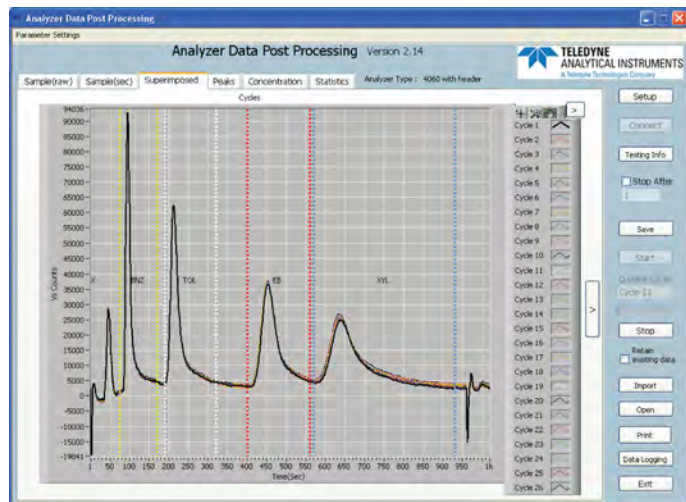 Analyzer Data Post Processing
Parameter Settings
Analyzer Data Post Processing Version 2.14
TELEDYNE
ANALYTICAL INSTRUMENTS
A Teledyne Technologies Company
Sample(raw) Sample(sec) Superimposed Peaks Concentration Statistics Analyzer Type : 4060 with header
Cycles
94036
90000
85000
80000
75000
70000
65000
60000
55000
50000
45000
40000
35000
30000
25000
20000
15000
10000
5000
0
-5000
-10000
-15000
-19041
Vs Counts
X BNZ TOL EB XYL
1 50 100 150 200 250 300 350 400 450 500 550 600 650 700 750 800 850 900 950 1k
Time(Sec)
>
Cycle 1
Cycle 2
Cycle 3
Cycle 4
Cycle 5
Cycle 6
Cycle 7
Cycle 8
Cycle 9
Cycle 10
Cycle 11
Cycle 12
Cycle 13
Cycle 14
Cycle 15
Cycle 16
Cycle 17
Cycle 18
Cycle 19
Cycle 20
Cycle 21
Cycle 22
Cycle 23
Cycle 24
Cycle 25
Cycle 26
>
Setup
Connect
Testing Info
Stop After
1
Save
Start
Cycle 11
Stop
Retain
existing data
Import
Open
Print
Data Logging
Exit